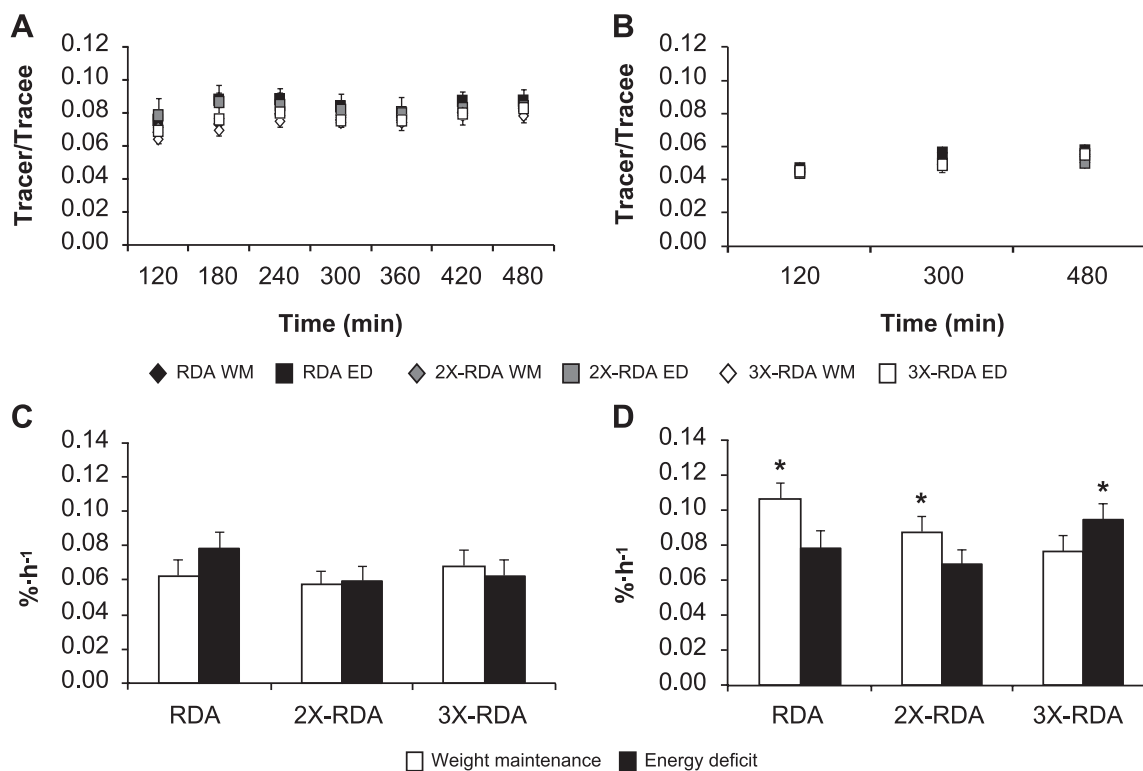 A
0.12
0.10
0.08
0.06
0.04
0.02
0.00
Tracer/Tracee
120 180 240 300 360 420 480
Time (min)
B
0.12
0.10
0.08
0.06
0.04
0.02
0.00
Tracer/Tracee
120 300 480
Time (min)
RDA WM RDA ED 2X-RDA WM 2X-RDA ED 3X-RDA WM 3X-RDA ED
C
0.14
0.12
0.10
0.08
0.06
0.04
0.02
0.00
%·h⁻¹
RDA 2X-RDA 3X-RDA
D
0.14
0.12
0.10
0.08
0.06
0.04
0.02
0.00
%·h⁻¹
* * *
RDA 2X-RDA 3X-RDA
Weight maintenance Energy deficit